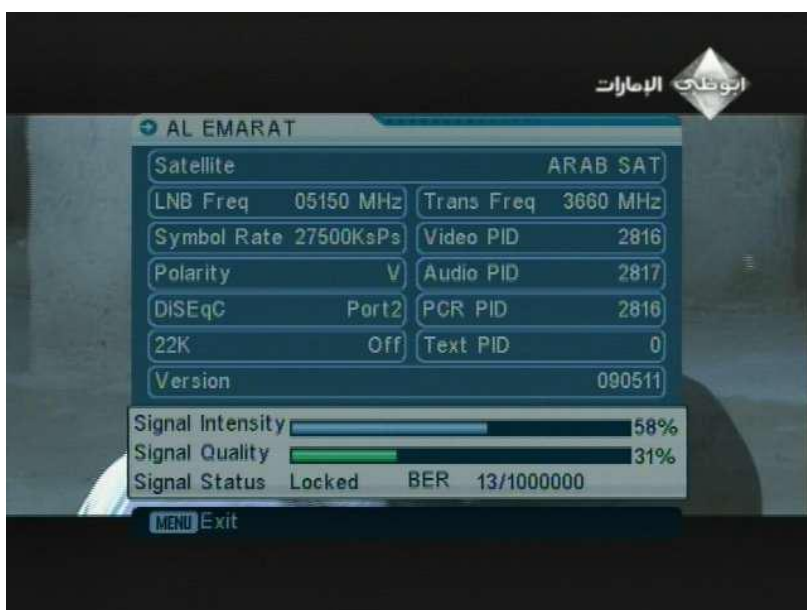 ابوظبي الإمارات
AL EMARAT
Satellite ARAB SAT
LNB Freq 05150 MHz Trans Freq 3660 MHz
Symbol Rate 27500KsPs Video PID 2816
Polarity V Audio PID 2817
DiSEqC Port2 PCR PID 2816
22K Off Text PID 0
Version 090511
Signal Intensity 58%
Signal Quality 31%
Signal Status Locked BER 13/1000000
MENU Exit